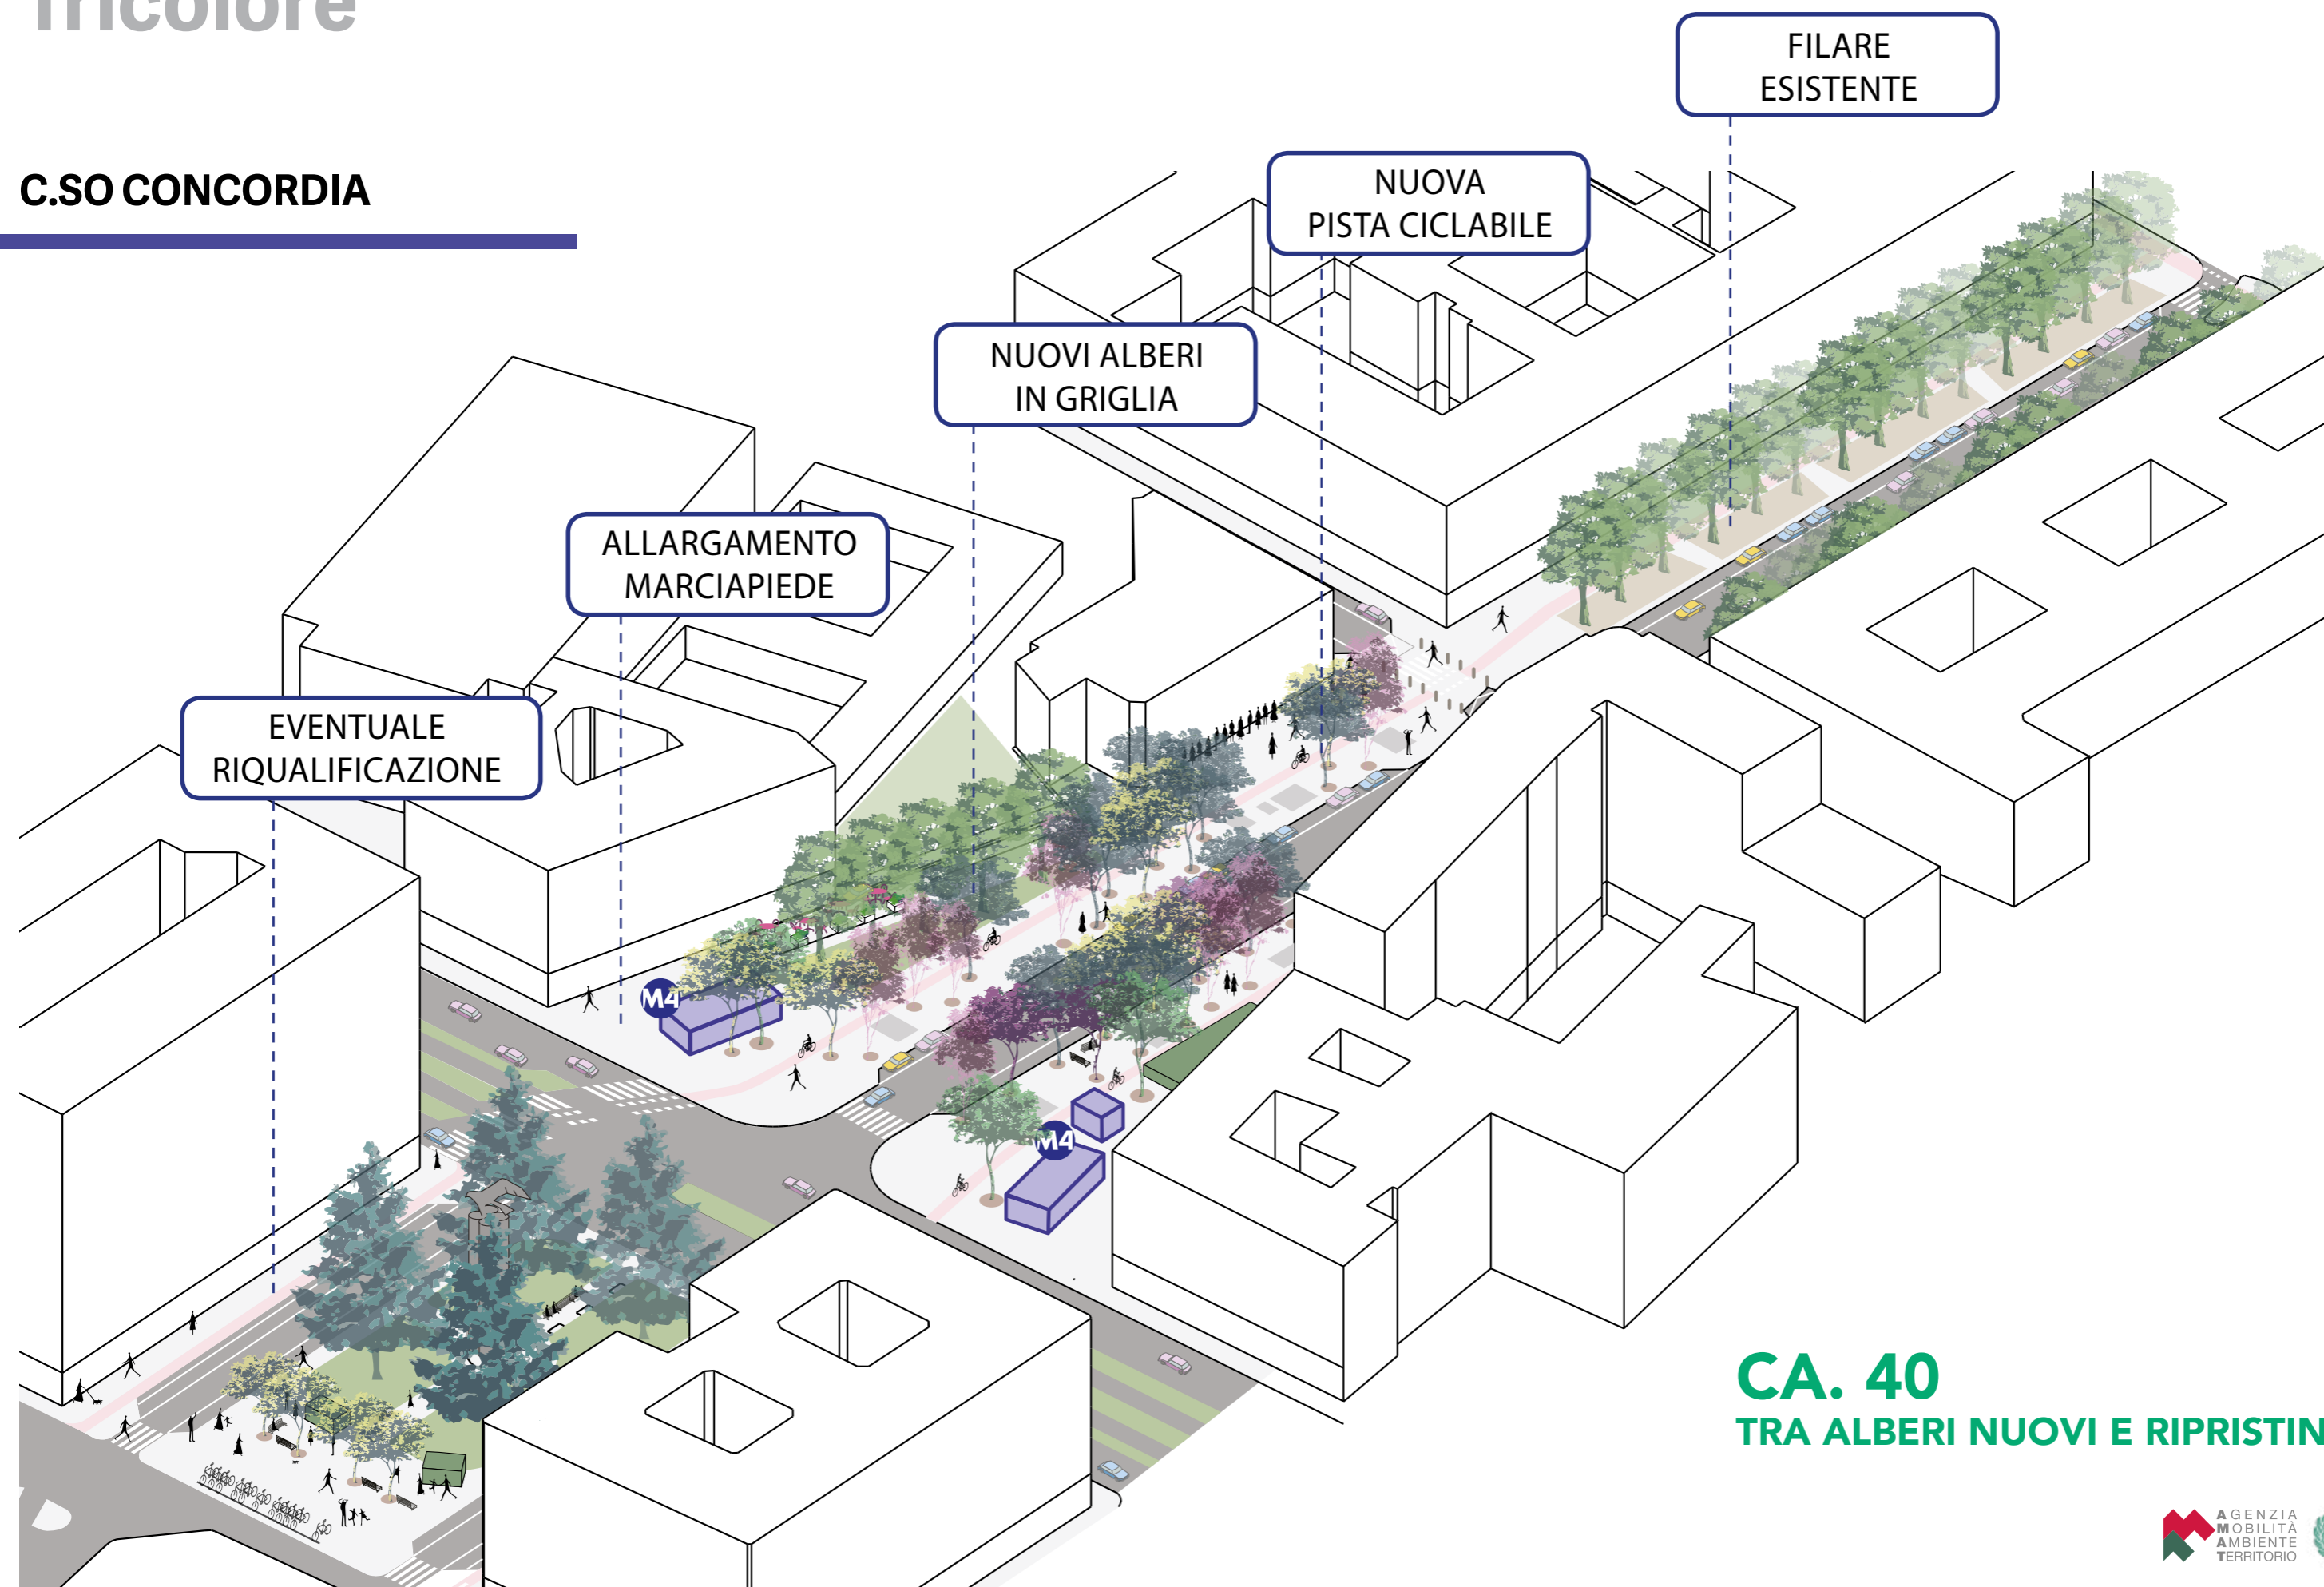 Tricolore
C.SO CONCORDIA
FILARE
ESISTENTE
NUOVA
PISTA CICLABILE
NUOVI ALBERI
IN GRIGLIA
ALLARGAMENTO
MARCIAPIEDE
EVENTUALE
RIQUALIFICAZIONE
M4
M4
CA. 40
TRA ALBERI NUOVI E RIPRISTIN
AGENZIA
MOBILITÀ
AMBIENTE
TERRITORIO